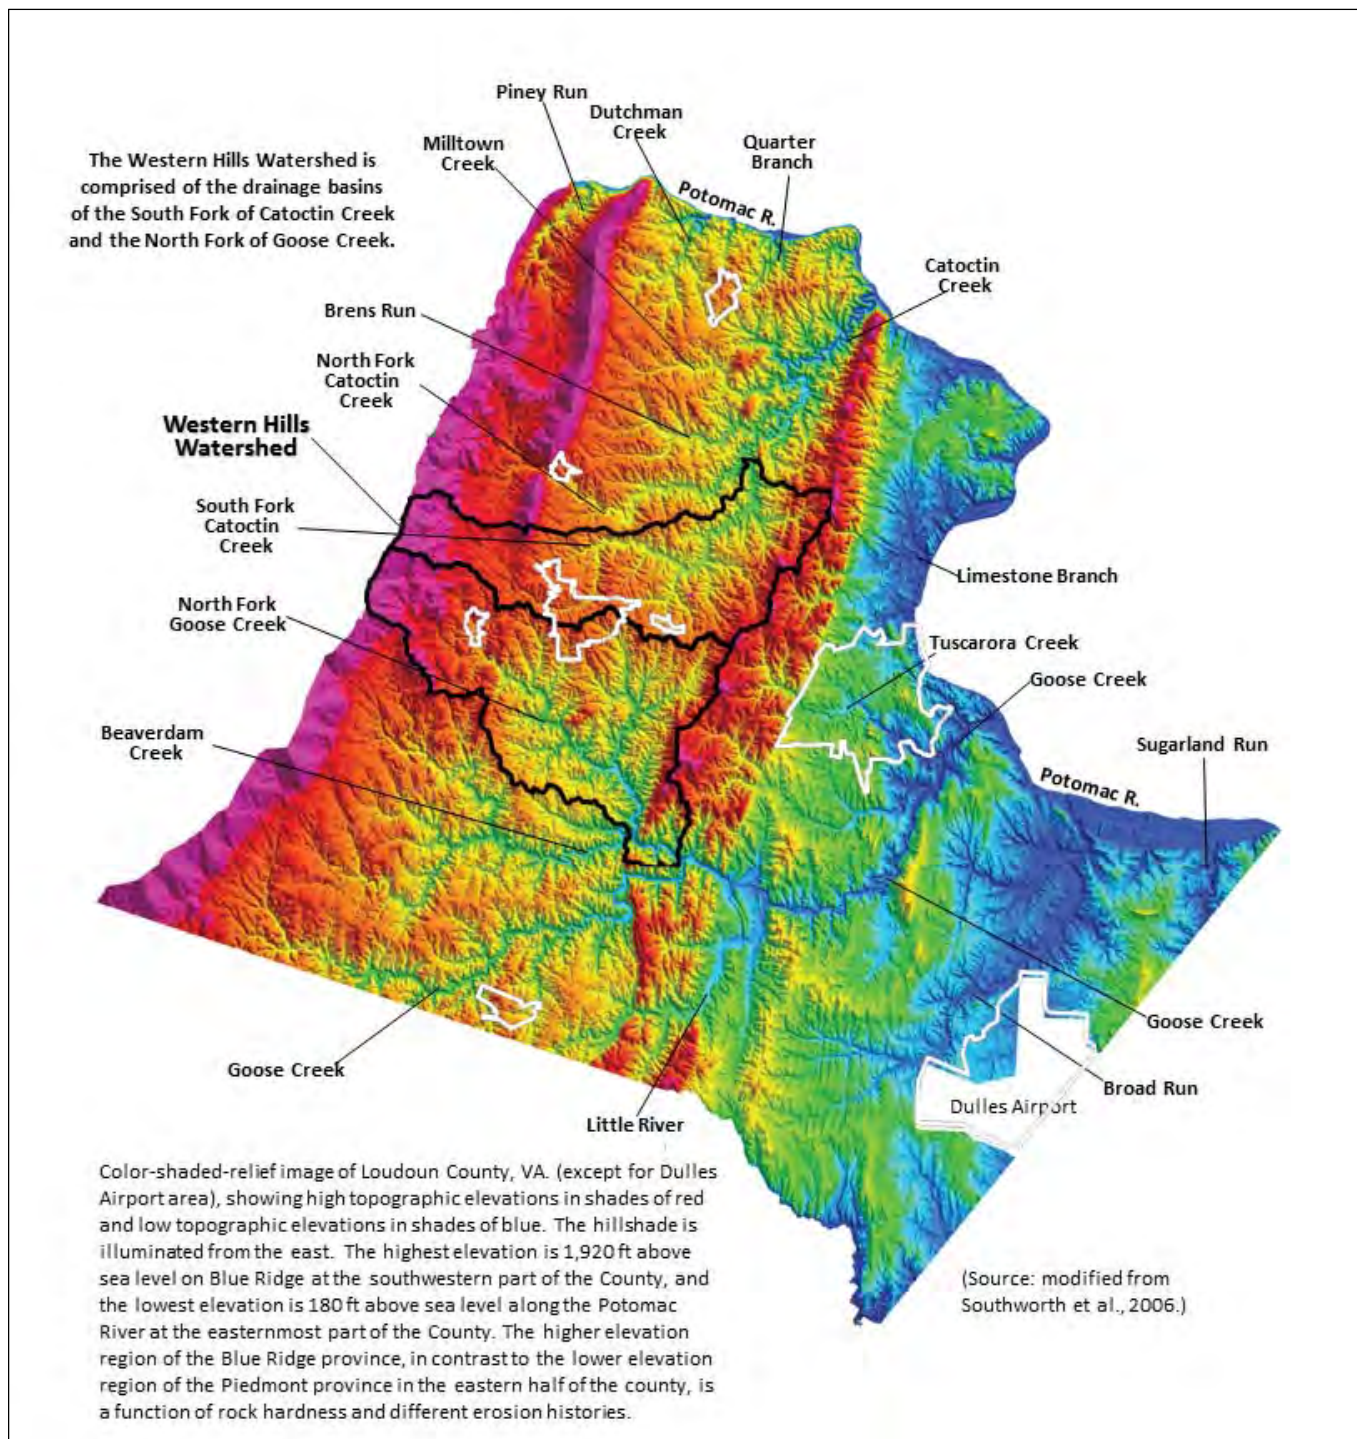 Piney Run
Dutchman
Creek
Milltown
Creek
Quarter
Branch
The Western Hills Watershed is
comprised of the drainage basins
of the South Fork of Catoctin Creek
and the North Fork of Goose Creek.
Potomac R.
Catoctin
Creek
Brens Run
North Fork
Catoctin
Creek
Western Hills
Watershed
South Fork
Catoctin
Creek
Limestone Branch
North Fork
Goose Creek
Tuscarora Creek
Goose Creek
Beaverdam
Creek
Sugarland Run
Potomac R.
Goose Creek
Goose Creek
Broad Run
Dulles Airport
Little River
Color-shaded-relief image of Loudoun County, VA. (except for Dulles
Airport area), showing high topographic elevations in shades of red
and low topographic elevations in shades of blue. The hillshade is
illuminated from the east. The highest elevation is 1,920 ft above
sea level on Blue Ridge at the southwestern part of the County, and
the lowest elevation is 180 ft above sea level along the Potomac
River at the easternmost part of the County. The higher elevation
region of the Blue Ridge province, in contrast to the lower elevation
region of the Piedmont province in the eastern half of the county, is
a function of rock hardness and different erosion histories.
(Source: modified from
Southworth et al., 2006.)